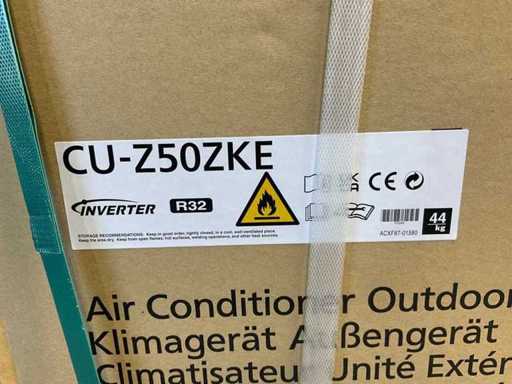 CU-Z50ZKE
INVERTER R32
CE
STORAGE RECOMMENDATIONS: Keep in good order, tightly closed, in a cool, well ventilated place.
Keep the area dry. Keep from open flames, hot surfaces, welding operations, and other heat sources.
ACXF87-01580
44
kg
Air Conditioner Outdoor
Klimagerät Außengerät
Climatiseur Unité Extér